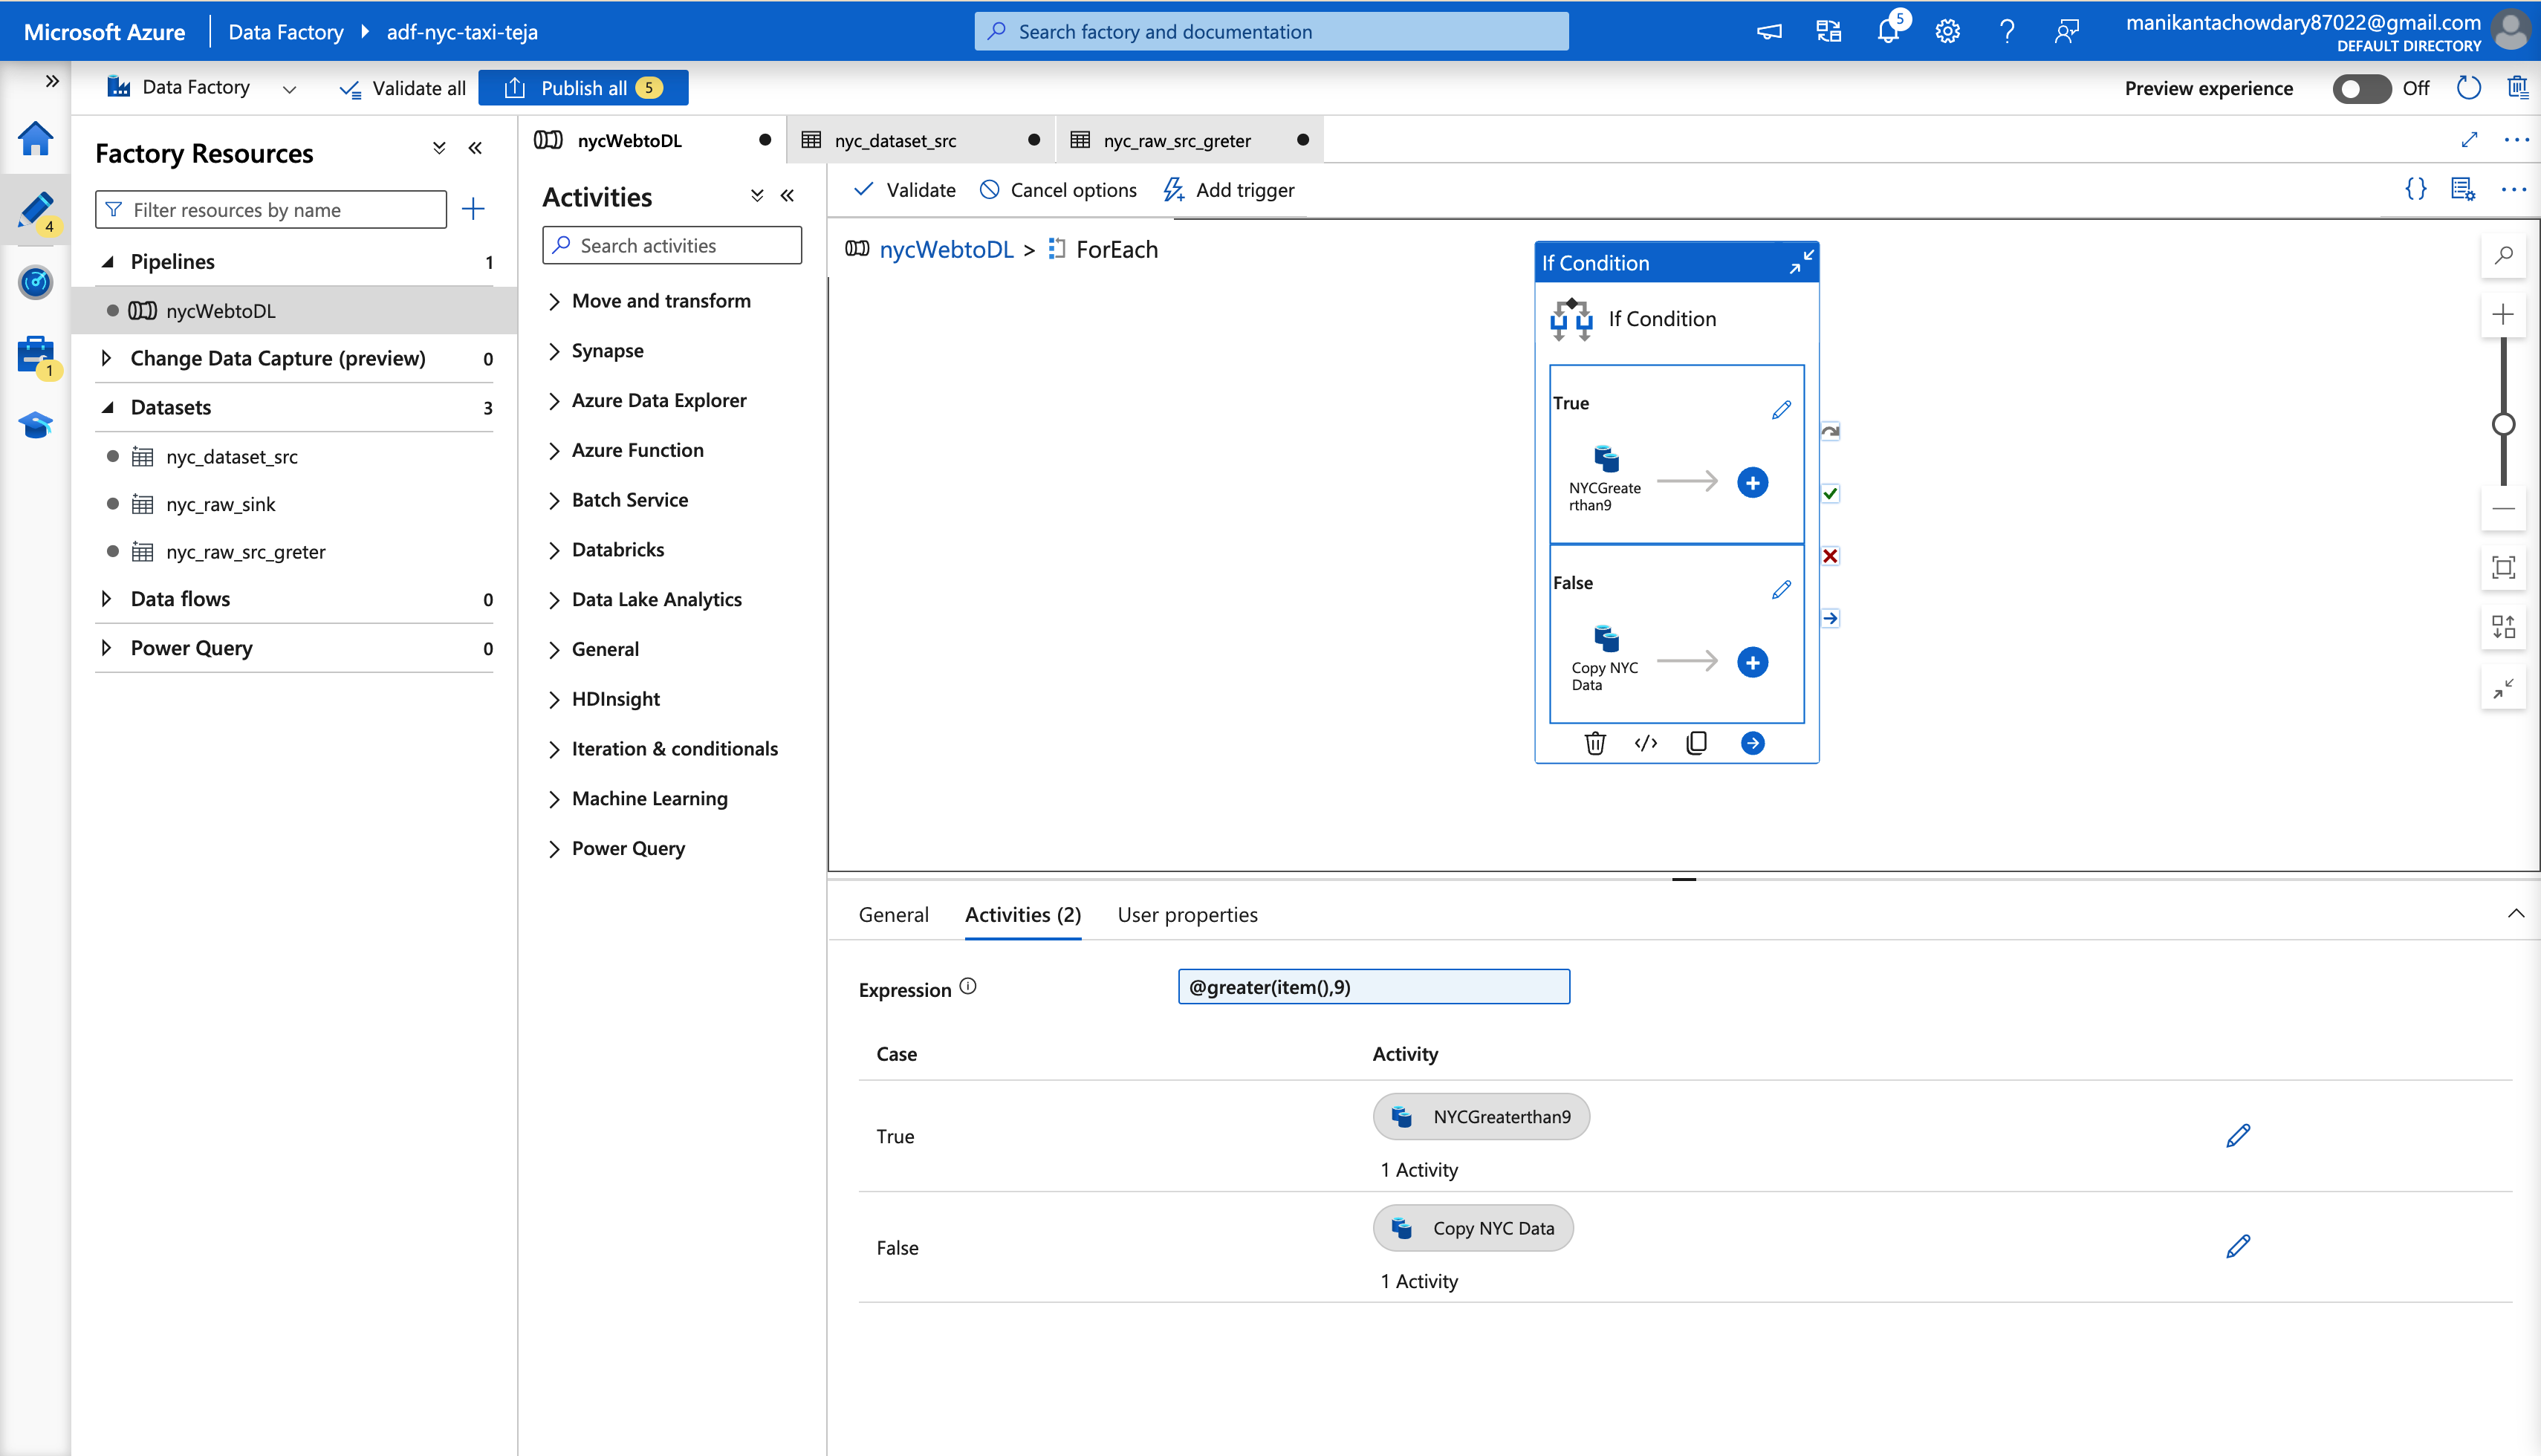 Microsoft Azure
Data Factory
adf-nyc-taxi-teja
Search factory and documentation
5
manikantachowdary87022@gmail.com
DEFAULT DIRECTORY
Data Factory
Validate all
Publish all
5
Preview experience
Off
4
1
Factory Resources
Filter resources by name
Pipelines
1
nycWebtoDL
Change Data Capture (preview)
0
Datasets
3
nyc_dataset_src
nyc_raw_sink
nyc_raw_src_greter
Data flows
0
Power Query
0
nycWebtoDL
nyc_dataset_src
nyc_raw_src_greter
Activities
Search activities
Move and transform
Synapse
Azure Data Explorer
Azure Function
Batch Service
Databricks
Data Lake Analytics
General
HDInsight
Iteration & conditionals
Machine Learning
Power Query
Validate
Cancel options
Add trigger
nycWebtoDL > ForEach
If Condition
If Condition
True
NYCGreate
rthan9
False
Copy NYC
Data
General
Activities (2)
User properties
Expression
@greater(item(),9)
Case
Activity
True
NYCGreaterthan9
1 Activity
False
Copy NYC Data
1 Activity